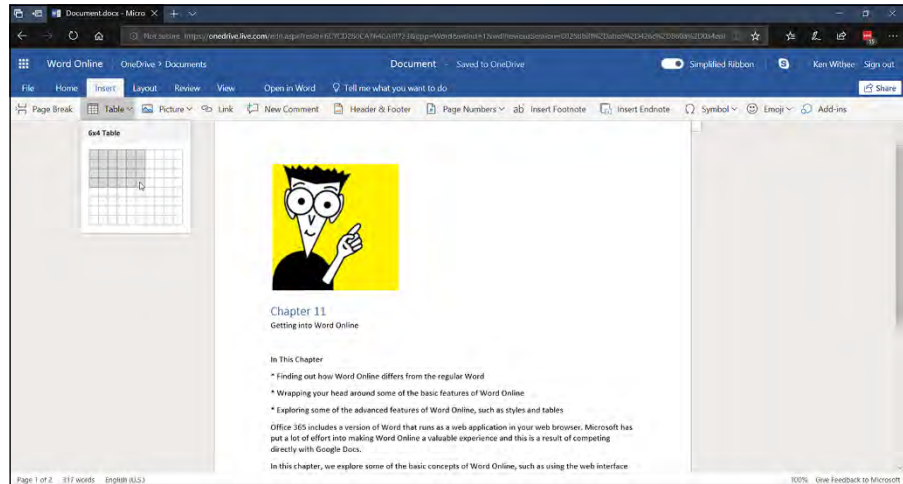 Document.docx - Micro
Not secure
Word Online OneDrive > Documents Document - Saved to OneDrive Simplified Ribbon Ken Withee Sign out
File Home Insert Layout Review View Open in Word Tell me what you want to do Share
Page Break Table Picture Link New Comment Header & Footer Page Numbers ab Insert Footnote Insert Endnote Symbol Emoji Add-ins
6x4 Table
Chapter 11
Getting into Word Online
In This Chapter
* Finding out how Word Online differs from the regular Word
* Wrapping your head around some of the basic features of Word Online
* Exploring some of the advanced features of Word Online, such as styles and tables
Office 365 includes a version of Word that runs as a web application in your web browser. Microsoft has
put a lot of effort into making Word Online a valuable experience and this is a result of competing
directly with Google Docs.
In this chapter, we explore some of the basic concepts of Word Online, such as using the web interface
Page 1 of 2 317 words English (U.S.) 100% Give Feedback to Microsoft